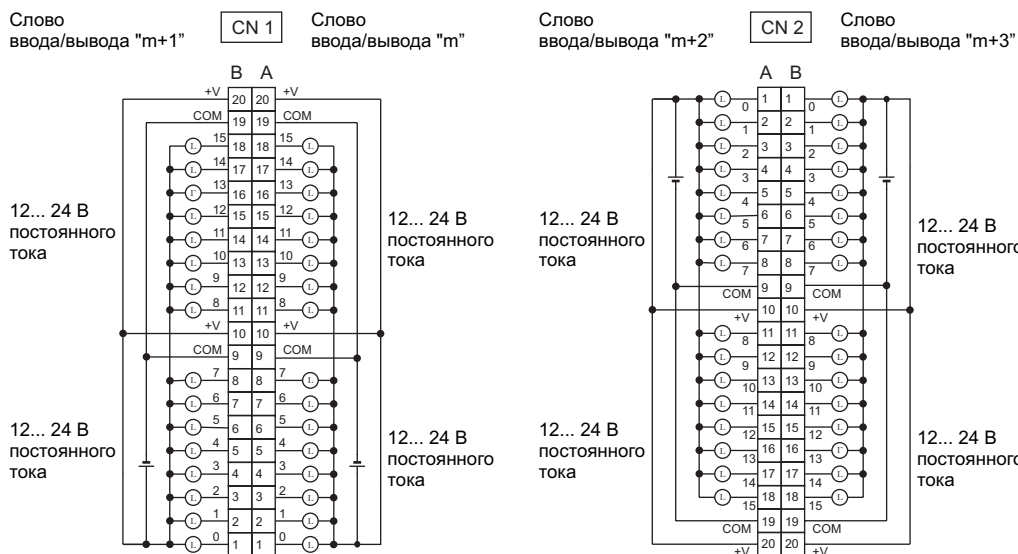 Слово
ввода/вывода "m+1”
CN 1
Слово
ввода/вывода "m”
B A
+V 20 20 +V
COM 19 19 COM
L 15 18 18 15 L
L 14 17 17 14 L
13 16 16 13 L
L 12 15 15 12 L
L 11 14 14 11 L
L 10 13 13 10 L
L 9 12 12 9 L
L 8 11 11 8 L
+V 10 10 +V
COM 9 9 COM
L 7 8 8 7 L
L 6 7 7 6 L
L 5 6 6 5 L
L 4 5 5 4 L
L 3 4 4 3 L
L 2 3 3 2 L
L 1 2 2 1 L
L 0 1 1 0 L
12... 24 В
постоянного
тока
12... 24 В
постоянного
тока
12... 24 В
постоянного
тока
12... 24 В
постоянного
тока
Слово
ввода/вывода "m+2”
CN 2
Слово
ввода/вывода "m+3”
A B
L 0 1 1 0 L
L 1 2 2 1 L
L 2 3 3 2 L
L 3 4 4 3 L
L 4 5 5 4 L
L 5 6 6 5 L
L 6 7 7 6 L
L 7 8 8 7 L
COM 9 9 COM
+V 10 10 +V
L 8 11 11 8 L
L 9 12 12 9 L
L 10 13 13 10 L
L 11 14 14 11 L
L 12 15 15 12 L
L 13 16 16 13
L 14 17 17 14 L
L 15 18 18 15 L
COM 19 19 COM
+V 20 20 +V
12... 24 В
постоянного
тока
12... 24 В
постоянного
тока
12... 24 В
постоянного
тока
12... 24 В
постоянного
тока